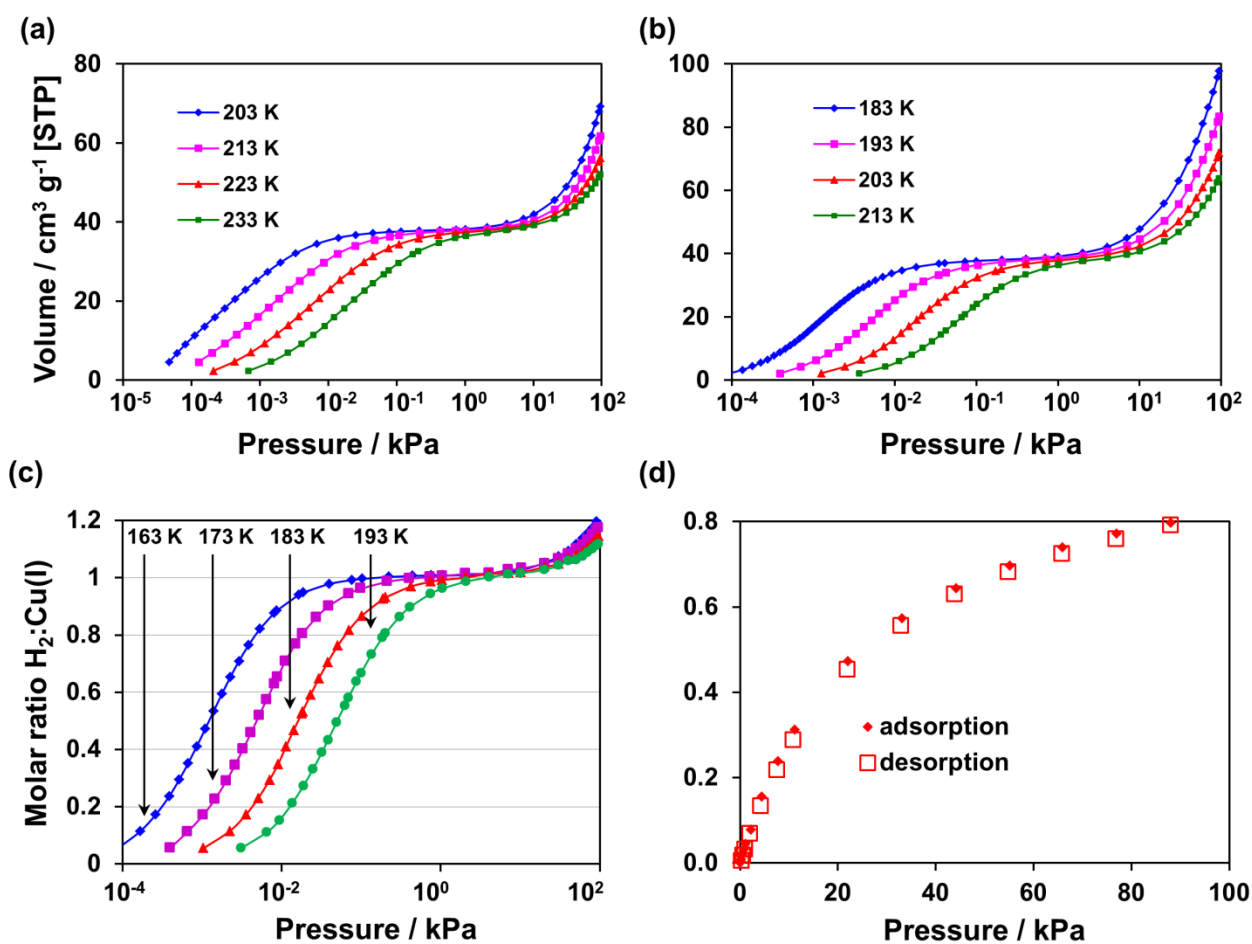 (a)
80
60
40
20
0
10⁻⁵ 10⁻⁴ 10⁻³ 10⁻² 10⁻¹ 10⁰ 10¹ 10²
Volume / cm³ g⁻¹ [STP]
Pressure / kPa
203 K
213 K
223 K
233 K
(b)
100
80
60
40
20
0
10⁻⁴ 10⁻³ 10⁻² 10⁻¹ 10⁰ 10¹ 10²
Pressure / kPa
183 K
193 K
203 K
213 K
(c)
1.2
1
0.8
0.6
0.4
0.2
0
10⁻⁴ 10⁻² 10⁰ 10²
Molar ratio H₂:Cu(I)
Pressure / kPa
163 K 173 K 183 K 193 K
(d)
0.8
0.6
0.4
0.2
0.0
0 20 40 60 80 100
Pressure / kPa
adsorption
desorption